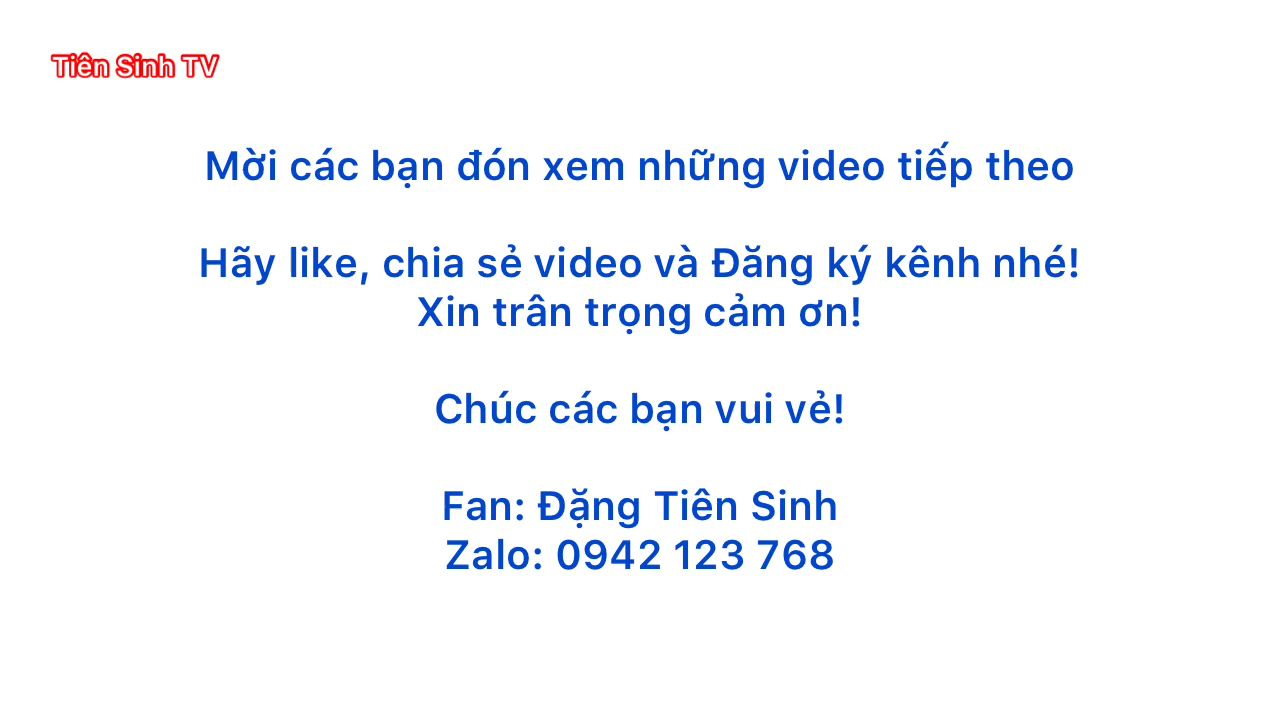 Tiên Sinh TV
Mời các bạn đón xem những video tiếp theo
Hãy like, chia sẻ video và Đăng ký kênh nhé!
Xin trân trọng cảm ơn!
Chúc các bạn vui vẻ!
Fan: Đặng Tiên Sinh
Zalo: 0942 123 768